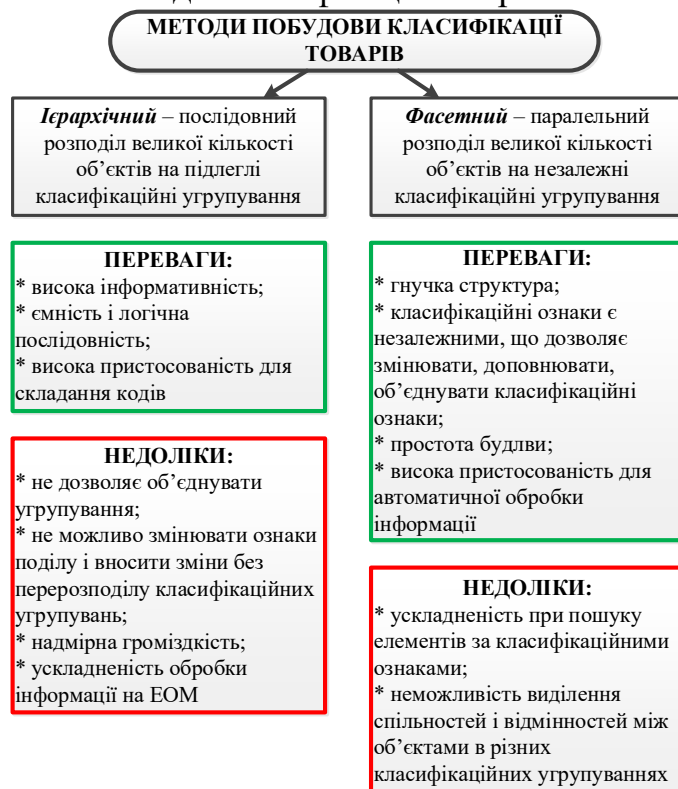 МЕТОДИ ПОБУДОВИ КЛАСИФІКАЦІЇ
ТОВАРІВ
Ієрархічний – послідовний
розподіл великої кількості
об’єктів на підлеглі
класифікаційні угрупування
ПЕРЕВАГИ:
* висока інформативність;
* ємність і логічна
послідовність;
* висока пристосованість для
складання кодів
НЕДОЛІКИ:
* не дозволяє об’єднувати
угрупування;
* не можливо змінювати ознаки
поділу і вносити зміни без
перерозподілу класифікаційних
угрупувань;
* надмірна громіздкість;
* ускладненість обробки
інформації на ЕОМ
Фасетний – паралельний
розподіл великої кількості
об’єктів на незалежні
класифікаційні угрупування
ПЕРЕВАГИ:
* гнучка структура;
* класифікаційні ознаки є
незалежними, що дозволяє
змінювати, доповнювати,
об’єднувати класифікаційні
ознаки;
* простота будлви;
* висока пристосованість для
автоматичної обробки
інформації
НЕДОЛІКИ:
* ускладненість при пошуку
елементів за класифікаційними
ознаками;
* неможливість виділення
спільностей і відмінностей між
об’єктами в різних
класифікаційних угрупуваннях